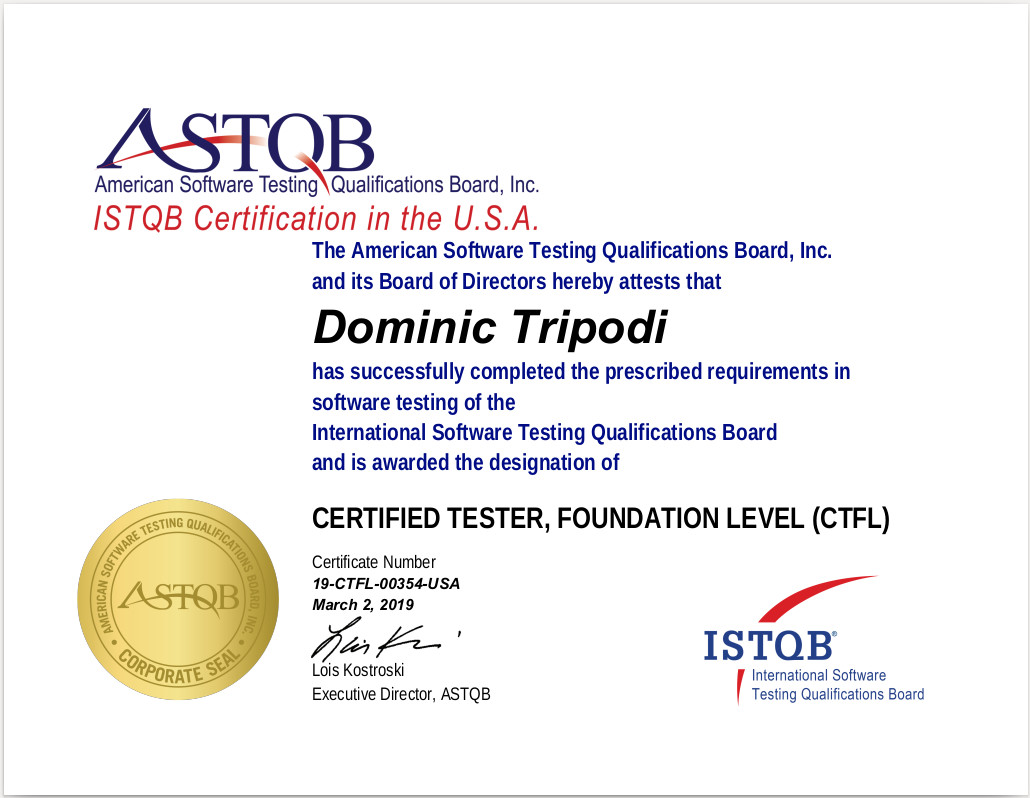 ASTQB
American Software Testing Qualifications Board, Inc.
ISTQB Certification in the U.S.A.
The American Software Testing Qualifications Board, Inc.
and its Board of Directors hereby attests that
Dominic Tripodi
has successfully completed the prescribed requirements in
software testing of the
International Software Testing Qualifications Board
and is awarded the designation of
CERTIFIED TESTER, FOUNDATION LEVEL (CTFL)
Certificate Number
19-CTFL-00354-USA
March 2, 2019
Lois Kostroski
Executive Director, ASTQB
AMERICAN SOFTWARE TESTING QUALIFICATIONS BOARD, INC.
ASTQB
• CORPORATE SEAL •
ISTQB®
International Software
Testing Qualifications Board